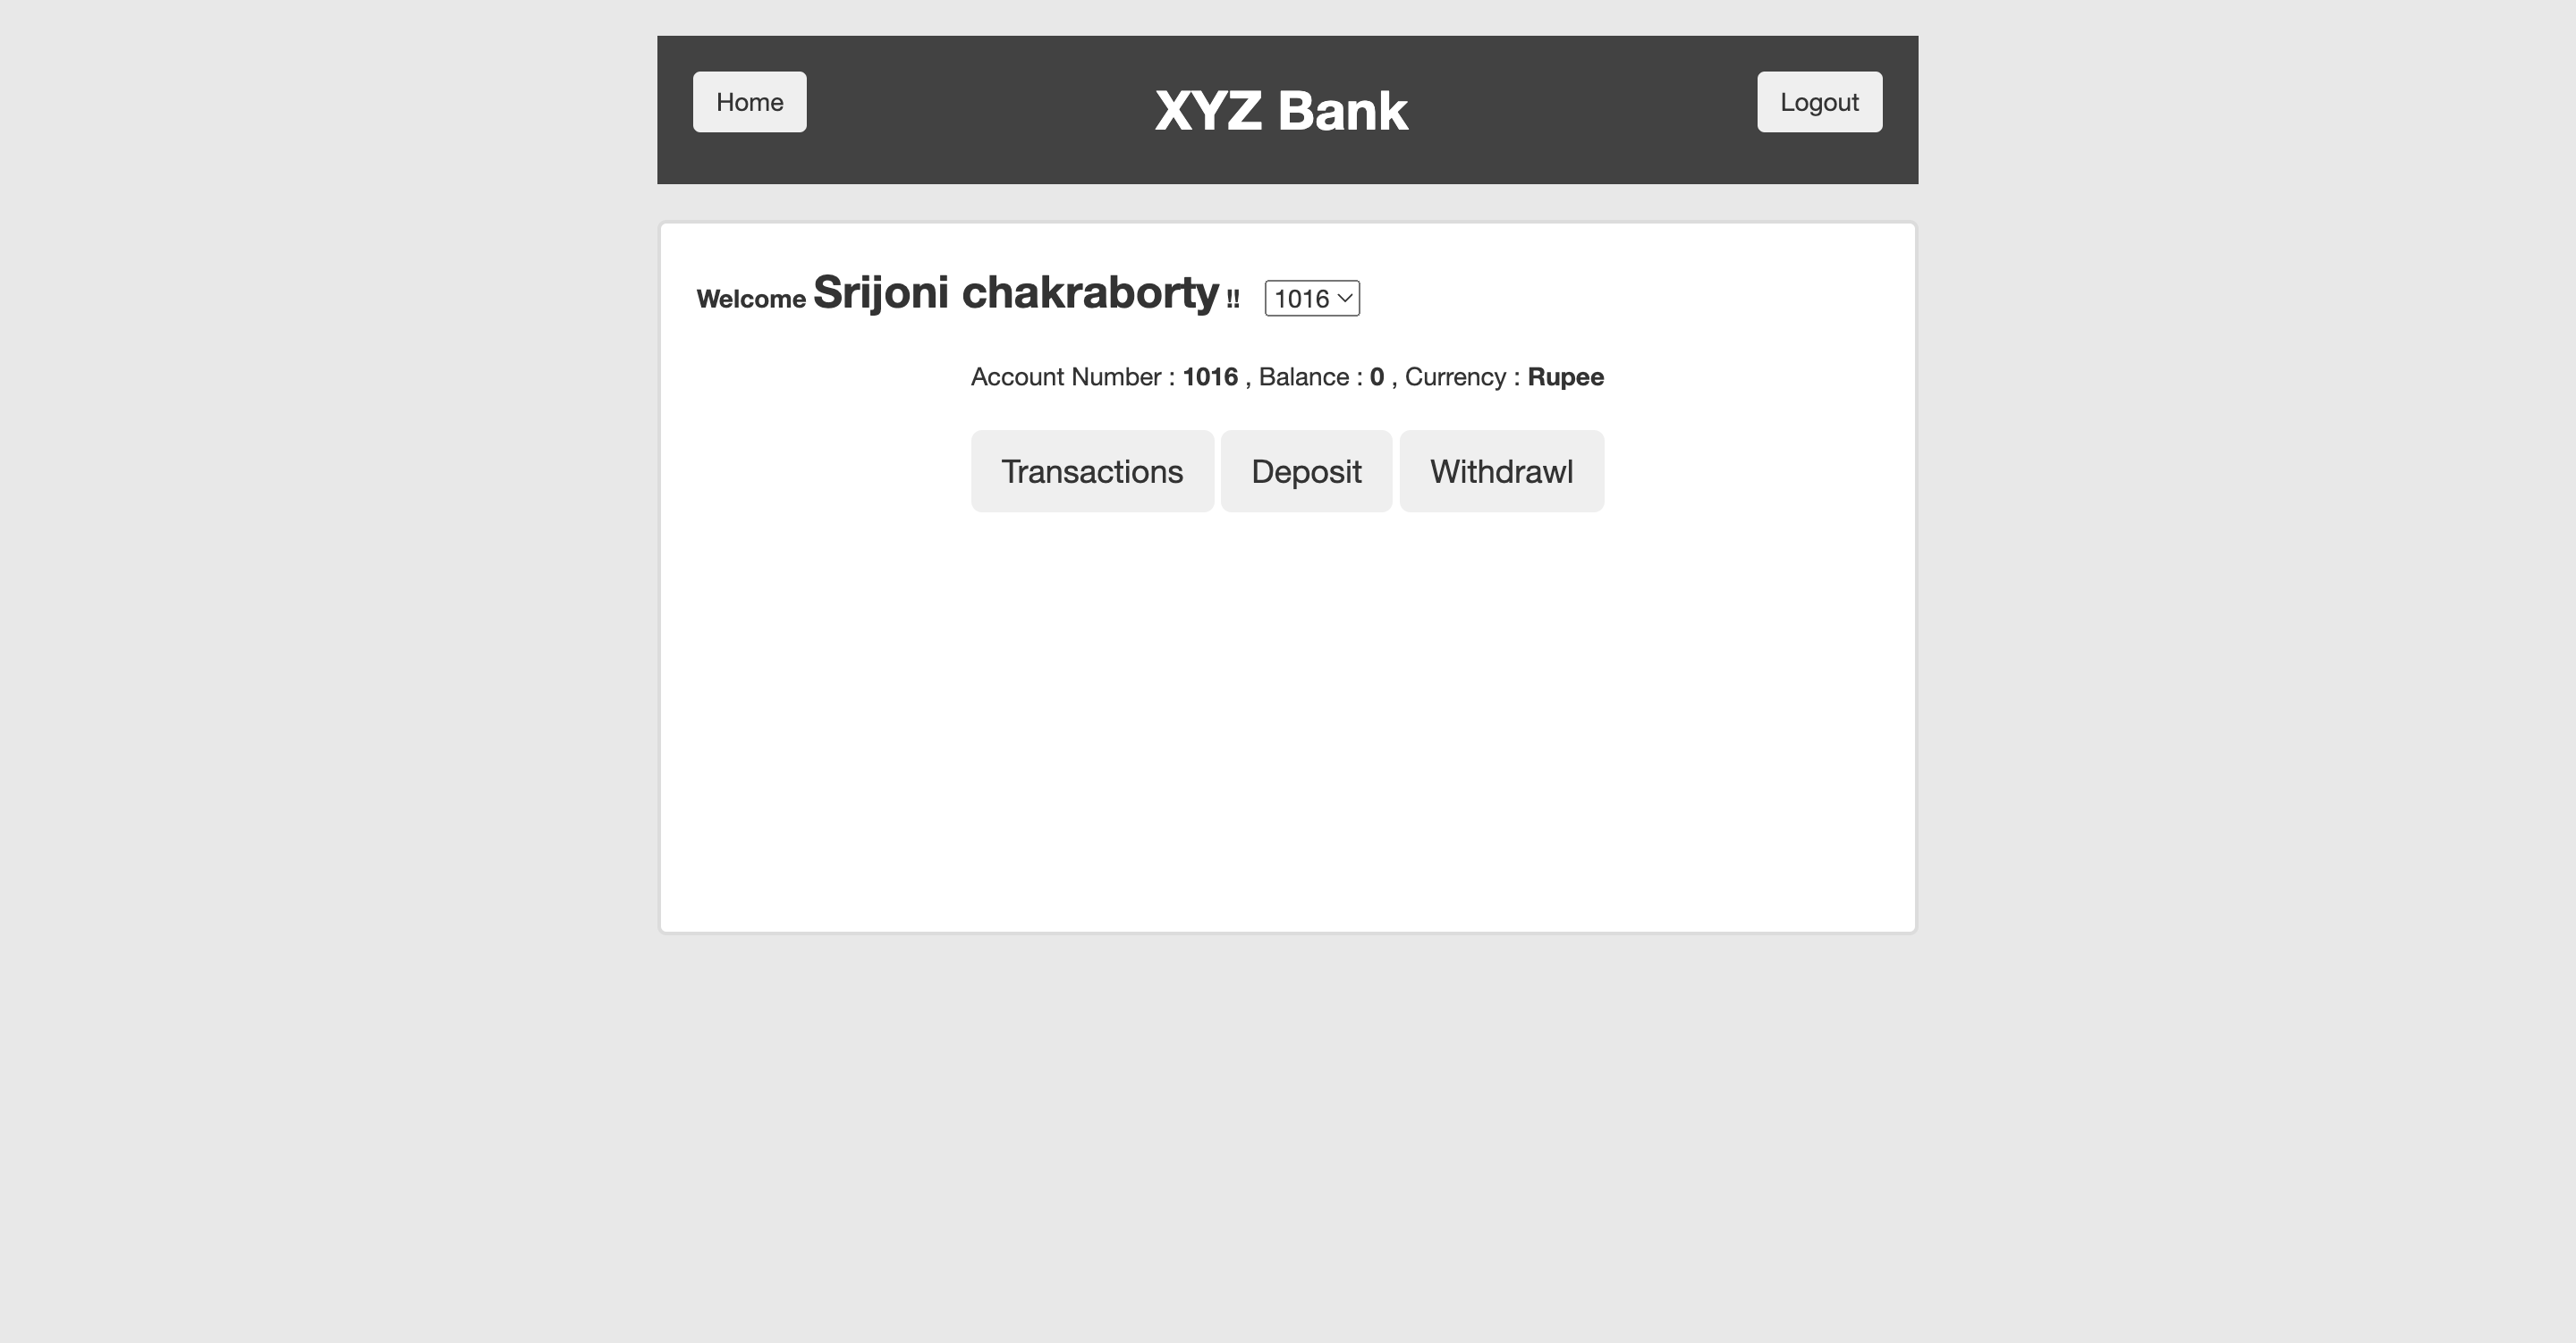 Home XYZ Bank Logout
Welcome Srijoni chakraborty !! 1016
Account Number : 1016 , Balance : 0 , Currency : Rupee
Transactions Deposit Withdrawl